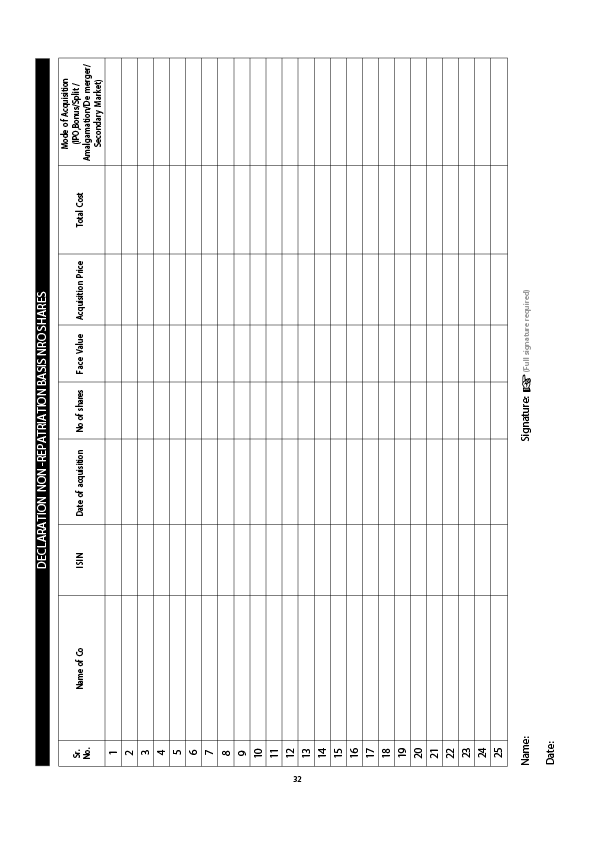 DECLARATION NON-REPATRIATION BASIS NRO SHARES
Sr. No.
Name of Co
ISIN
Date of acquisition
No of shares
Face Value
Acquisition Price
Total Cost
Mode of Acquisition
(IPO,Bonus/Split /
Amalgamation/De merger/
Secondary Market)
1
2
3
4
5
6
7
8
9
10
11
12
13
14
15
16
17
18
19
20
21
22
23
24
25
Name:
Signature: (Full signature required)
Date:
32